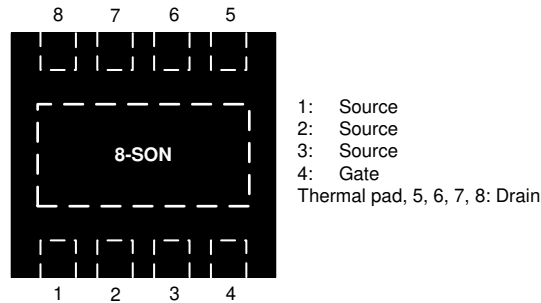 8 7 6 5
8-SON
1 2 3 4
1: Source
2: Source
3: Source
4: Gate
Thermal pad, 5, 6, 7, 8: Drain